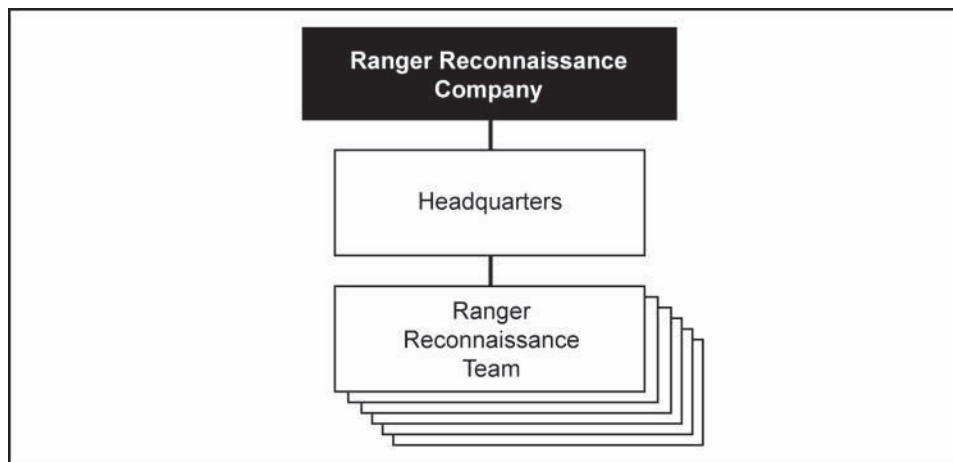 Ranger Reconnaissance
Company
Headquarters
Ranger
Reconnaissance
Team